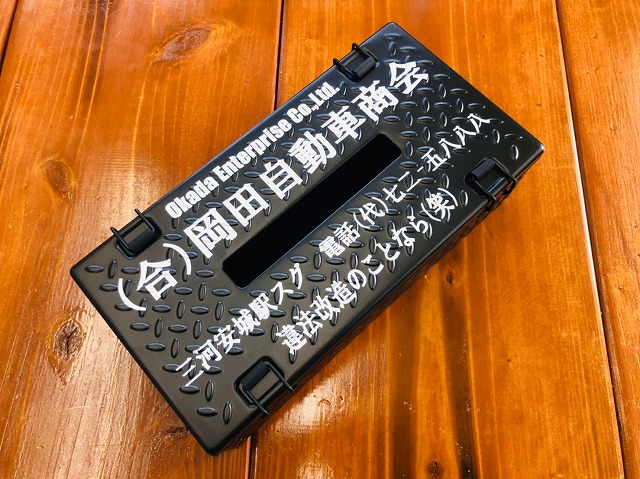 Okada Enterprise Co.,Ltd.
(合)岡田自動車商会
三河安城駅スグ 電話(代)七二-五八八八
違法改造のことなら(笑)